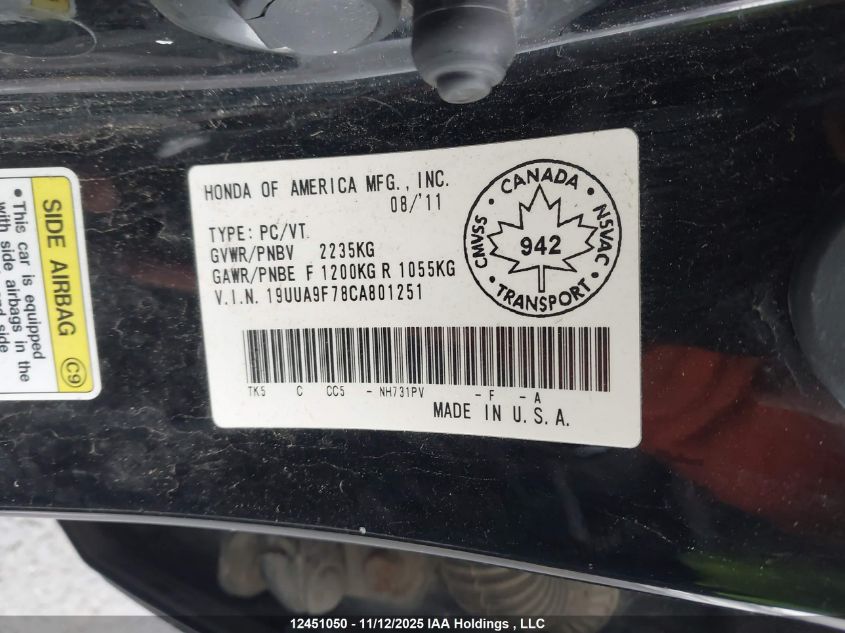 HONDA OF AMERICA MFG., INC.
08/'11
TYPE: PC/VT
GVWR/PNBV 2235KG
GAWR/PNBE F 1200KG R 1055KG
V.I.N. 19UUA9F78CA801251
CANADA
CMVSS
NSVAC
942
TRANSPORT
TK5 C CC5 - NH731PV - F - A
MADE IN U.S.A.
SIDE AIRBAG C9
• This car is equipped
with side airbags in the
and side
12451050 - 11/12/2025 IAA Holdings , LLC